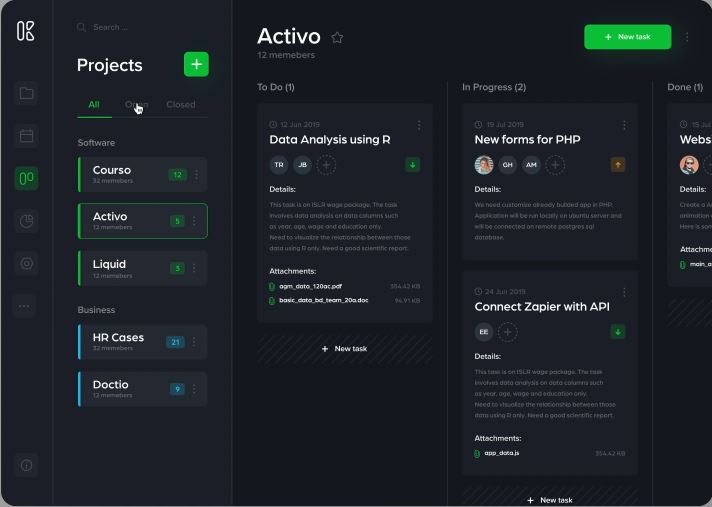 Search ...
Projects
All
Open
Closed
Software
Courso
32 memebers
12
Activo
12 memebers
5
Liquid
12 memebers
3
Business
HR Cases
32 memebers
21
Doctio
12 memebers
9
Activo
12 memebers
New task
To Do (1)
12 Jun 2019
Data Analysis using R
TR
JB
Details:
This task is on ISLR wage package. The task
involves data analysis on data columns such
as year, age, wage and education only.
Need to visualize the relationship between those
data using R only. Need a good scientific report.
Attachments:
agm_data_120ac.pdf
354.42 KB
basic_data_bd_team_20a.doc
94.91 KB
New task
In Progress (2)
19 Jul 2019
New forms for PHP
GH
AM
Details:
We need customize already builded app in PHP.
Application will be run locally on ubuntu server and
will be connected on remote postgres sql
database.
24 Jun 2019
Connect Zapier with API
EE
Details:
This task is on ISLR wage package. The task
involves data analysis on data columns such
as year, age, wage and education only.
Need to visualize the relationship between those
data using R only. Need a good scientific report.
Attachments:
app_data.js
354.42 KB
New task
Done (1)
15 Jul
Webs
Details:
Create a A
animation
Here is som
Attachme
main_a